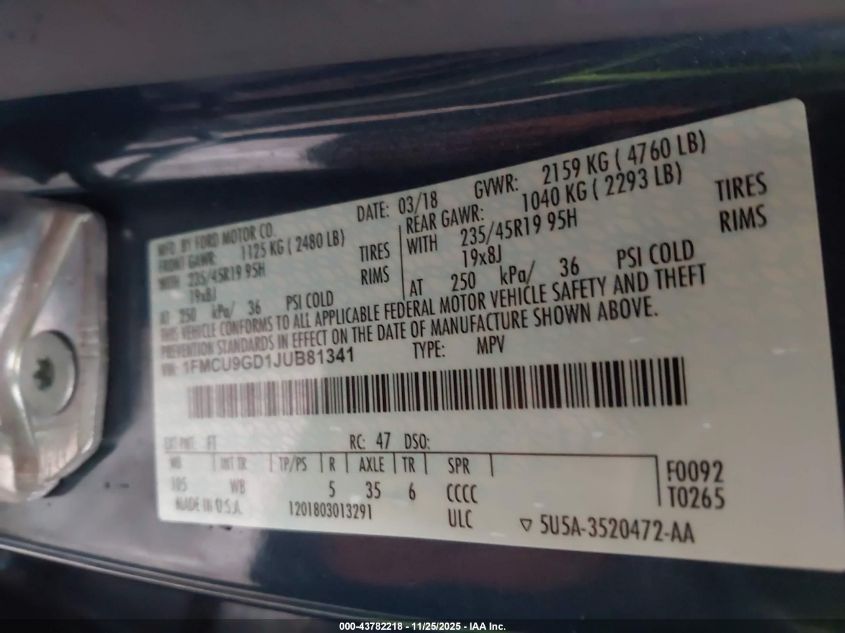 MFD. BY FORD MOTOR CO.
DATE: 03/18 GVWR: 2159 KG ( 4760 LB)
FRONT GAWR: 1125 KG ( 2480 LB)
REAR GAWR: 1040 KG ( 2293 LB)
WITH 235/45R19 95H TIRES
WITH 235/45R19 95H TIRES
19x8J RIMS
19x8J RIMS
AT 250 kPa/ 36 PSI COLD
AT 250 kPa/ 36 PSI COLD
THIS VEHICLE CONFORMS TO ALL APPLICABLE FEDERAL MOTOR VEHICLE SAFETY AND THEFT
PREVENTION STANDARDS IN EFFECT ON THE DATE OF MANUFACTURE SHOWN ABOVE.
VIN: 1FMCU9GD1JUB81341 TYPE: MPV
EXT PNT: FT RC: 47 DSO:
WB INT TR TP/PS R AXLE TR SPR
105 WB 5 35 6 CCCC
F0092
T0265
MADE IN U.S.A. 1201803013291 ULC
▽ 5U5A-3520472-AA
000-43782218 - 11/25/2025 - IAA Inc.